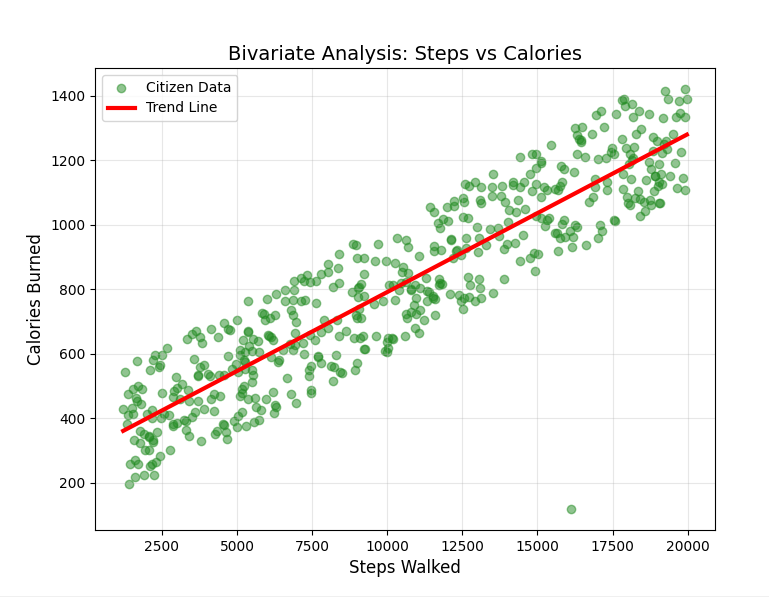 Bivariate Analysis: Steps vs Calories
Citizen Data
Trend Line
Calories Burned
1400
1200
1000
800
600
400
200
2500 5000 7500 10000 12500 15000 17500 20000
Steps Walked